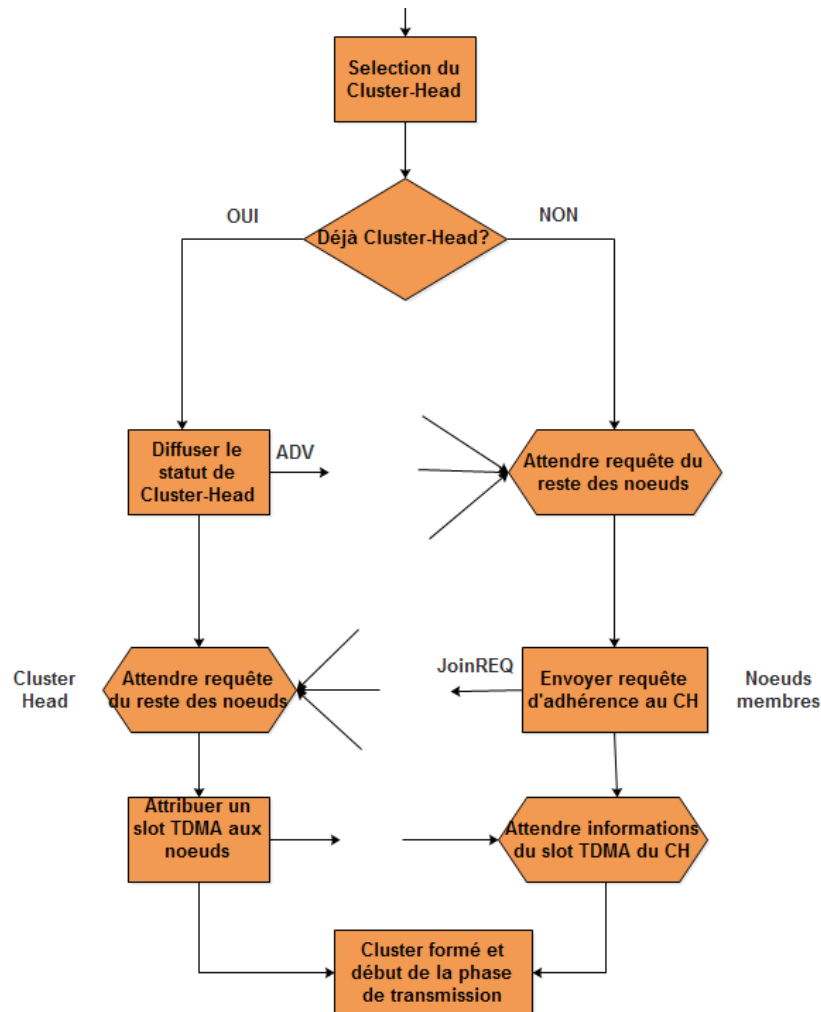 Selection du
Cluster-Head
OUI
NON
Déjà Cluster-Head?
Diffuser le
statut de
Cluster-Head
ADV
Attendre requête du
reste des noeuds
Cluster
Head
Attendre requête
du reste des noeuds
JoinREQ
Envoyer requête
d'adhérence au CH
Noeuds
membres
Attribuer un
slot TDMA aux
noeuds
Attendre informations
du slot TDMA du CH
Cluster formé et
début de la phase
de transmission